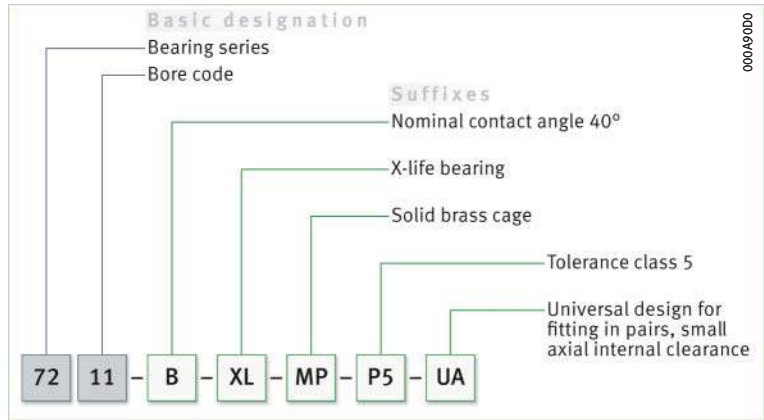 Basic designation
Bearing series
Bore code
Suffixes
Nominal contact angle 40°
X-life bearing
Solid brass cage
Tolerance class 5
Universal design for
fitting in pairs, small
axial internal clearance
72 11 – B – XL – MP – P5 – UA
000A90D0